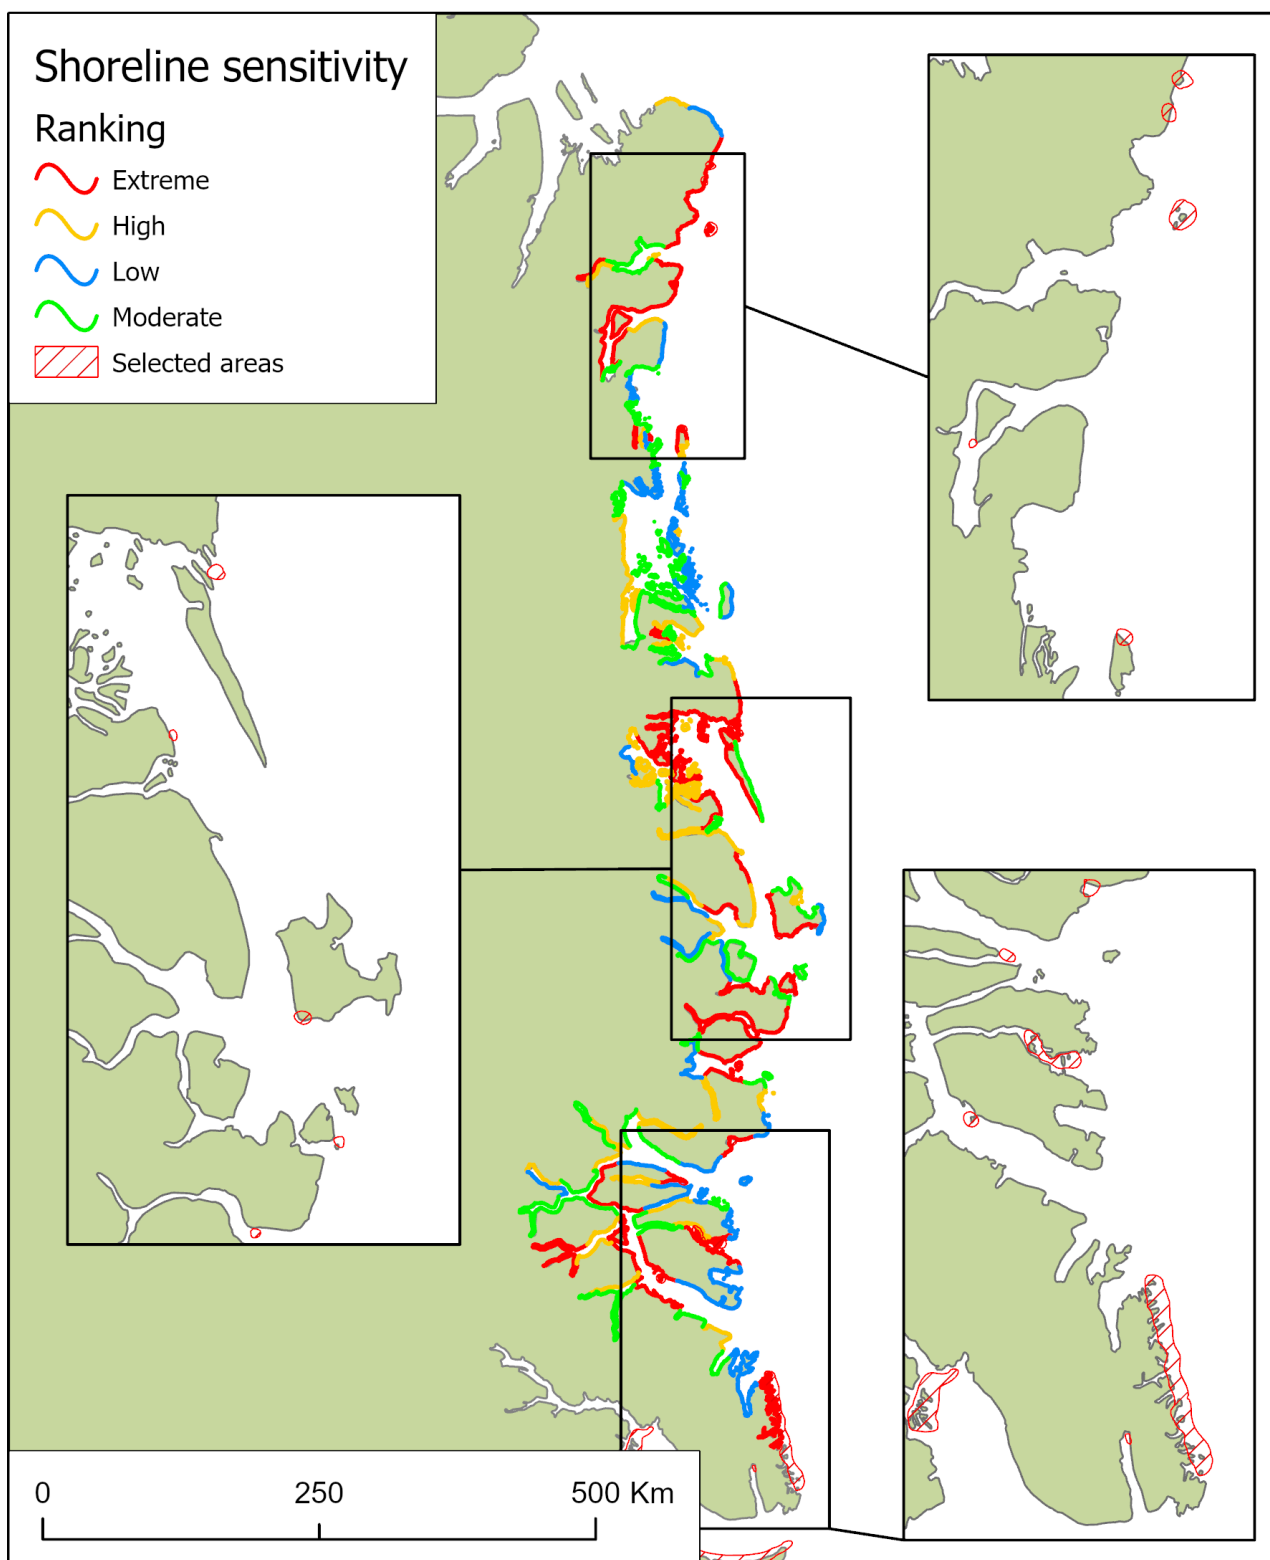 Shoreline sensitivity
Ranking
Extreme
High
Low
Moderate
Selected areas
0 250 500 Km